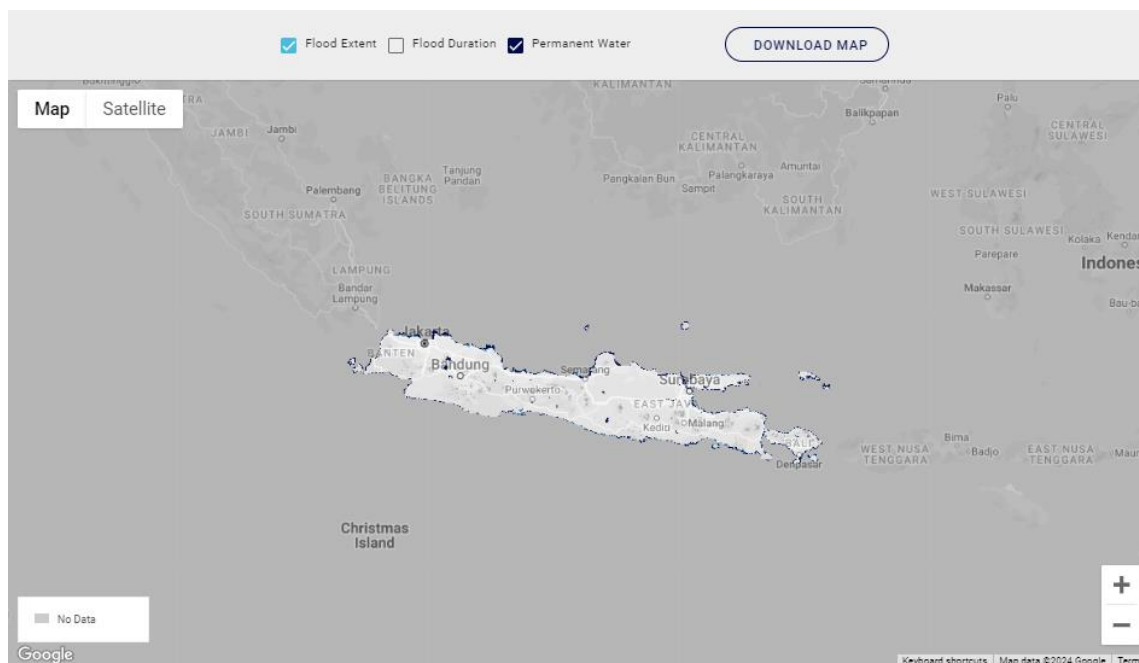 Flood Extent
Flood Duration
Permanent Water
DOWNLOAD MAP
Map
Satellite
KALIMANTAN
Balikpapan
Palu
CENTRAL
SULAWESI
JAMBI
Jambi
CENTRAL
KALIMANTAN
BANGKA
BELITUNG
ISLANDS
Tanjung
Pandan
Pangkalan Bun
Palangkaraya
Amuntai
Sampit
Palembang
SOUTH SUMATRA
SOUTH
KALIMANTAN
WEST SULAWESI
SOUTH SULAWESI
Kolaka
Parepare
LAMPUNG
Bandar
Lampung
Makassar
Jakarta
BANTEN
Bandung
Semarang
Purwokerto
Surabaya
Kediri
Malang
BALI
Denpasar
WEST NUSA
TENGGARA
Bima
Badjo
EAST NUSA
TENGGARA
Christmas
Island
No Data
Google
Keyboard shortcuts
Map data ©2024 Google